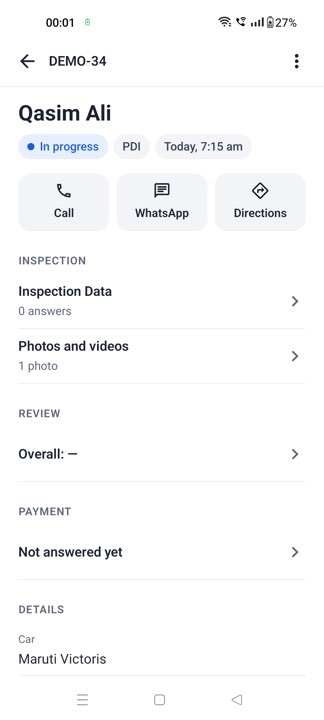 00:01
27%
DEMO-34
Qasim Ali
In progress
PDI
Today, 7:15 am
Call
WhatsApp
Directions
INSPECTION
Inspection Data
0 answers
Photos and videos
1 photo
REVIEW
Overall: —
PAYMENT
Not answered yet
DETAILS
Car
Maruti Victoris